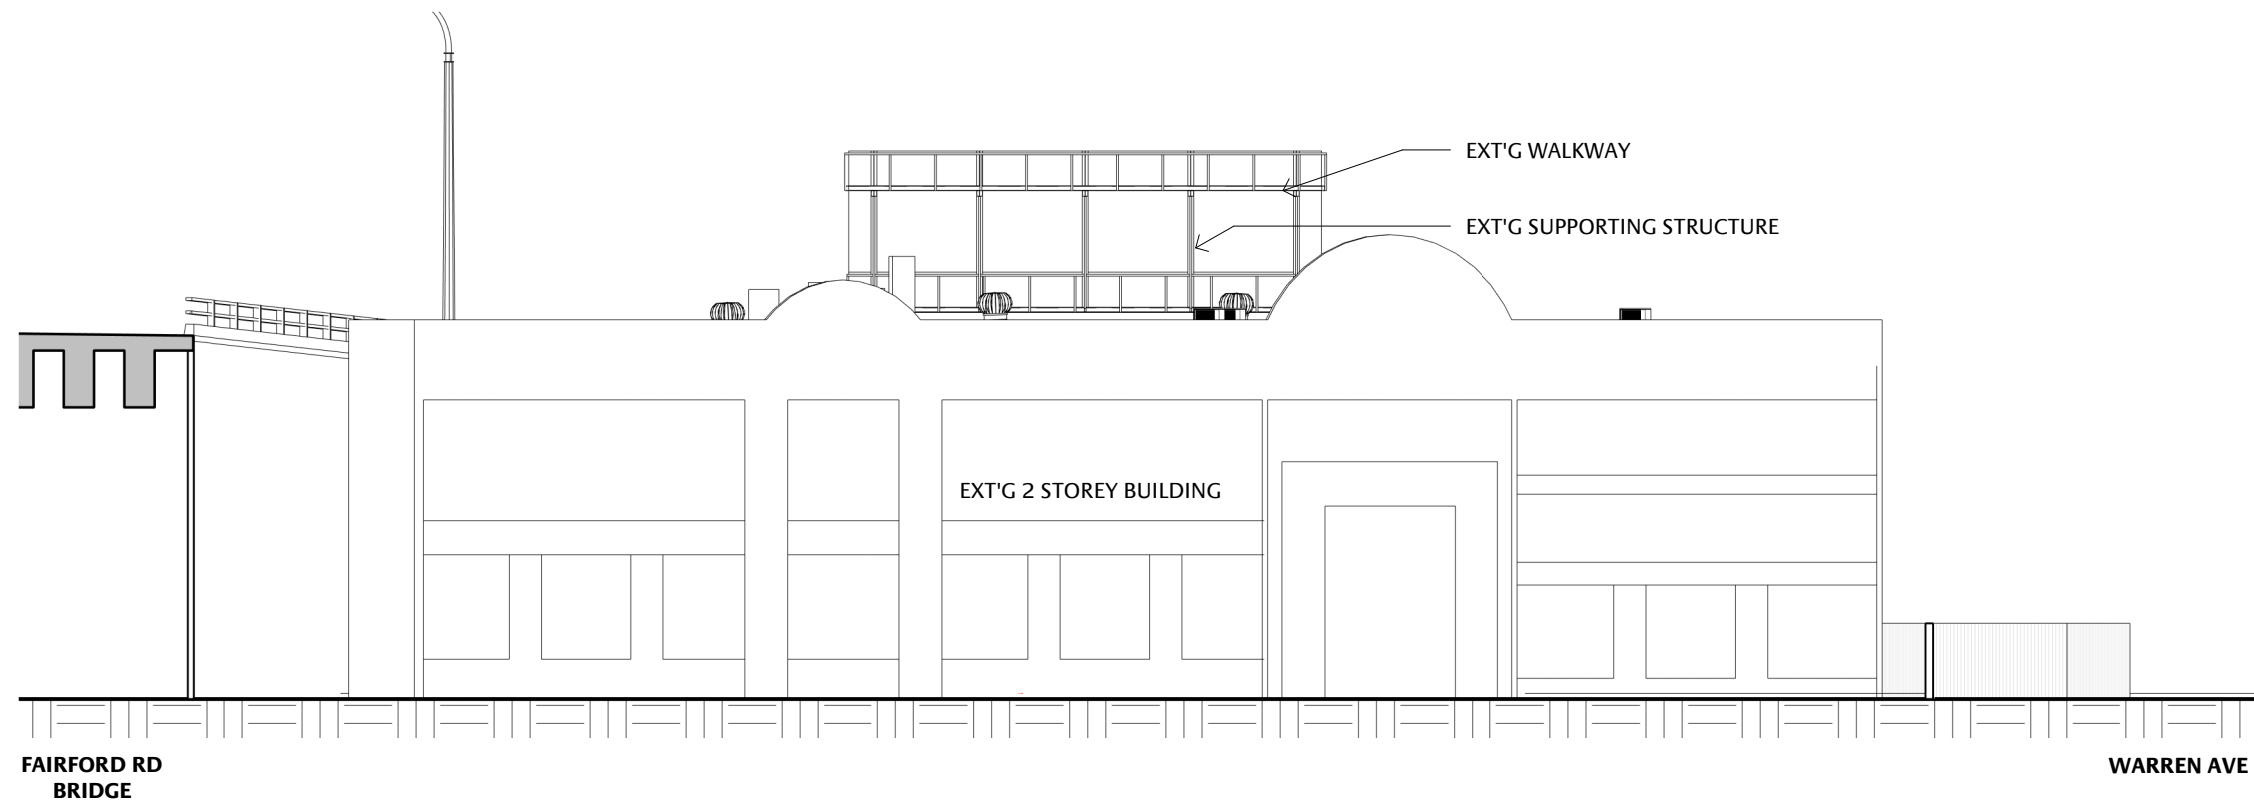 EXT'G WALKWAY
EXT'G SUPPORTING STRUCTURE
EXT'G 2 STOREY BUILDING
FAIRFORD RD
BRIDGE
WARREN AVE